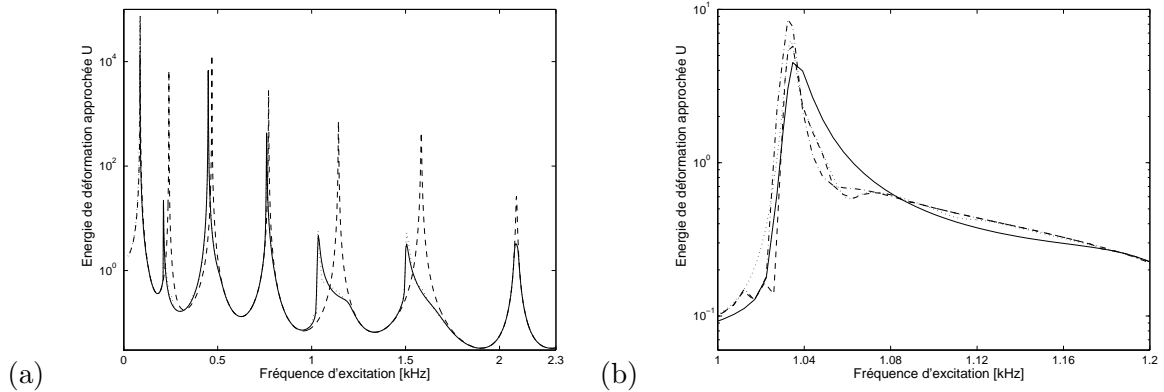 (a)
Energie de déformation approchée U
10^4
10^2
10^0
0 0.5 1 1.5 2 2.3
Fréquence d'excitation [kHz]
(b)
Energie de déformation approchée U
10^1
10^0
10^−1
1 1.04 1.08 1.12 1.16 1.2
Fréquence d'excitation [kHz]